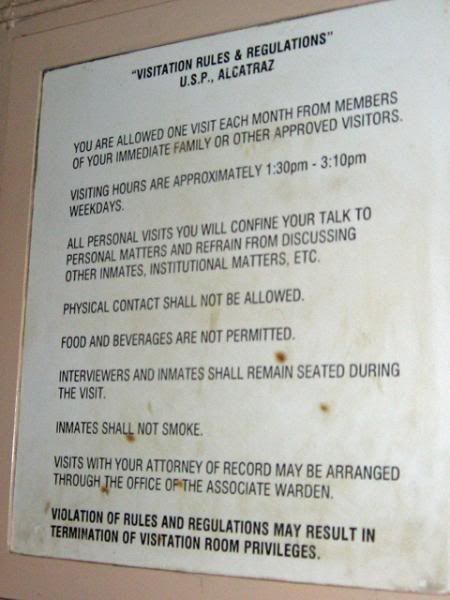 "VISITATION RULES & REGULATIONS"
U.S.P., ALCATRAZ
YOU ARE ALLOWED ONE VISIT EACH MONTH FROM MEMBERS
OF YOUR IMMEDIATE FAMILY OR OTHER APPROVED VISITORS.
VISITING HOURS ARE APPROXIMATELY 1:30pm - 3:10pm
WEEKDAYS.
ALL PERSONAL VISITS YOU WILL CONFINE YOUR TALK TO
PERSONAL MATTERS AND REFRAIN FROM DISCUSSING
OTHER INMATES, INSTITUTIONAL MATTERS, ETC.
PHYSICAL CONTACT SHALL NOT BE ALLOWED.
FOOD AND BEVERAGES ARE NOT PERMITTED.
INTERVIEWERS AND INMATES SHALL REMAIN SEATED DURING
THE VISIT.
INMATES SHALL NOT SMOKE.
VISITS WITH YOUR ATTORNEY OF RECORD MAY BE ARRANGED
THROUGH THE OFFICE OF THE ASSOCIATE WARDEN.
VIOLATION OF RULES AND REGULATIONS MAY RESULT IN
TERMINATION OF VISITATION ROOM PRIVILEGES.